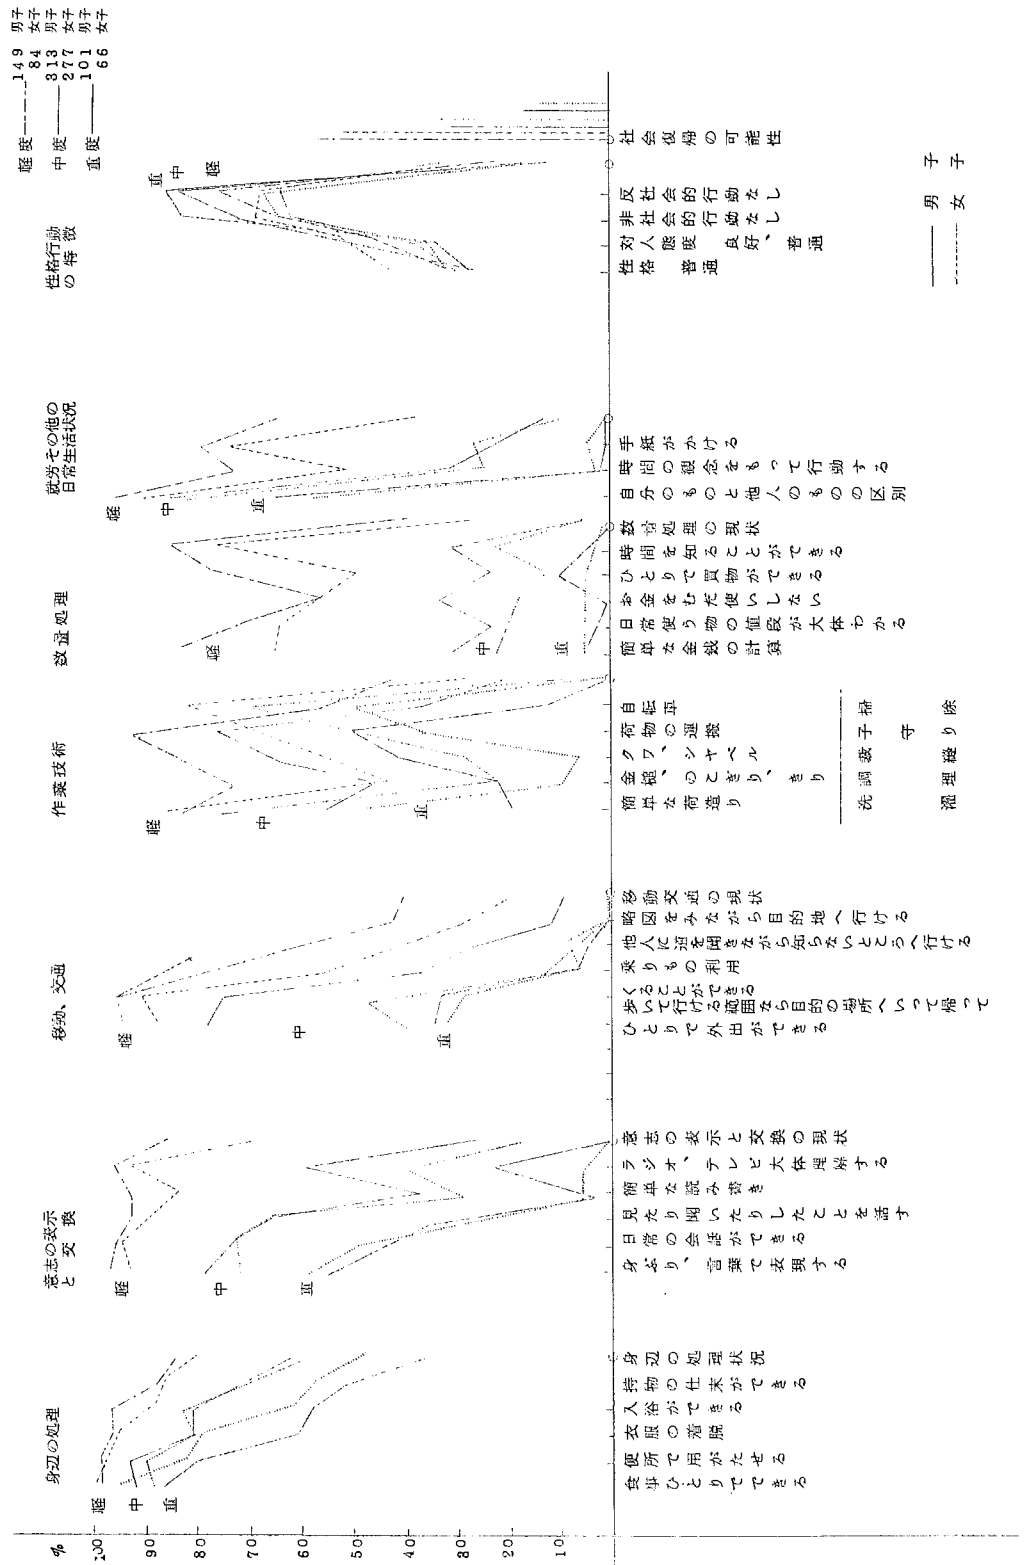 軽度 149 男子
84 女子
中度 313 男子
277 女子
重度 101 男子
66 女子
%
100
90
80
70
60
50
40
30
20
10
身辺の処理
軽
中
重
食事ひとりでできる
便所で用がたせる
衣服の着脱
入浴ができる
持物の仕末ができる
身辺の処理状況
意志の表示
と 交 換
軽
中
重
身ぶり、言葉で表現する
日常の会話ができる
見たり聞いたりしたことを話す
簡単な読み書き
ラジオ、テレビ大体理解する
意志の表示と交換の現状
移動、交通
軽
中
重
ひとりで外出ができる
歩いて行ける範囲なら目的の場所へいって帰って
くることができる
乗りもの利用
他人に道を聞きながら知らないところへ行ける
略図をみながら目的地へ行ける
移動交通の現状
作業技術
軽
中
重
簡単な荷造り
金槌、のこぎり、きり
クワ、シャベル
荷物の運搬
自転車
洗濯
調理
裁縫
子守り
掃除
数量処理
軽
中
重
簡単な金銭の計算
日常使う物の値段が大体わかる
お金をむだ使いしない
ひとりで買物ができる
時間を知ることができる
数量処理の現状
就労その他の
日常生活状況
軽
中
重
自分のものと他人のものの区別
時間の観念をもって行動する
手紙がかける
性格行動
の特徴
重
中
軽
性格 普通
対人態度 良好、普通
非社会的行動なし
反社会的行動なし
社会復帰の可能性
男 子
女 子